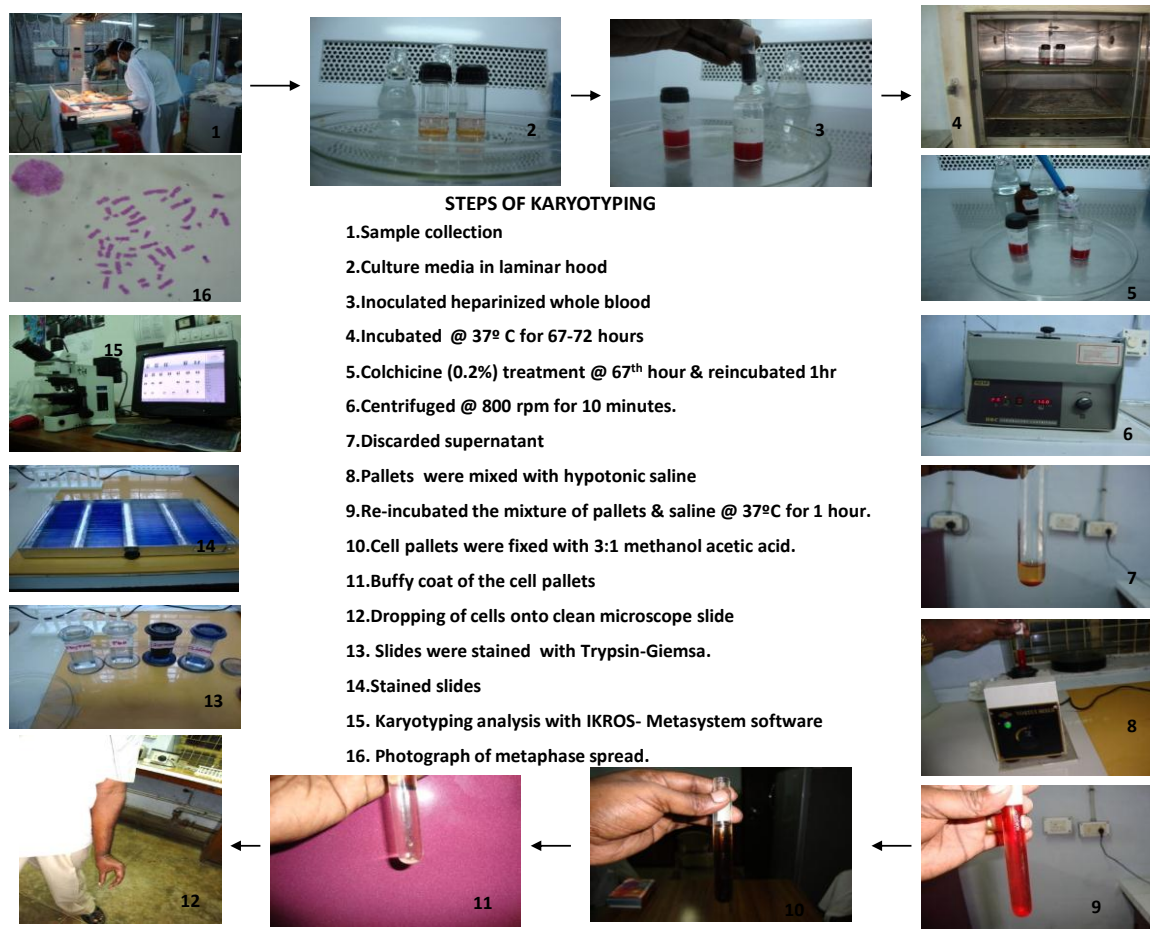 STEPS OF KARYOTYPING
1.Sample collection
2.Culture media in laminar hood
3.Inoculated heparinized whole blood
4.Incubated @ 37º C for 67-72 hours
5.Colchicine (0.2%) treatment @ 67th hour & reincubated 1hr
6.Centrifuged @ 800 rpm for 10 minutes.
7.Discarded supernatant
8.Pallets were mixed with hypotonic saline
9.Re-incubated the mixture of pallets & saline @ 37ºC for 1 hour.
10.Cell pallets were fixed with 3:1 methanol acetic acid.
11.Buffy coat of the cell pallets
12.Dropping of cells onto clean microscope slide
13. Slides were stained with Trypsin-Giemsa.
14.Stained slides
15. Karyotyping analysis with IKROS- Metasystem software
16. Photograph of metaphase spread.
1
2
3
4
5
6
7
8
9
10
11
12
13
14
15
16